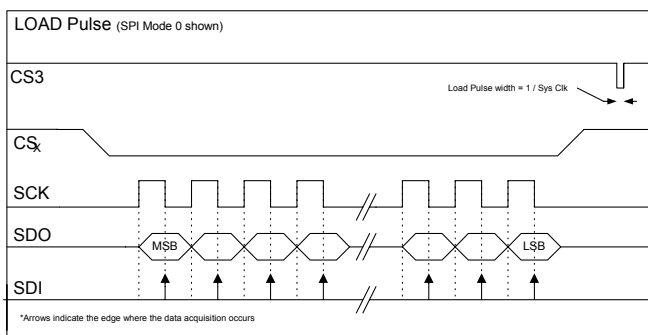 LOAD Pulse (SPI Mode 0 shown)
CS3
Load Pulse width = 1 / Sys Clk
CSX
SCK
SDO
MSB
LSB
SDI
*Arrows indicate the edge where the data acquisition occurs